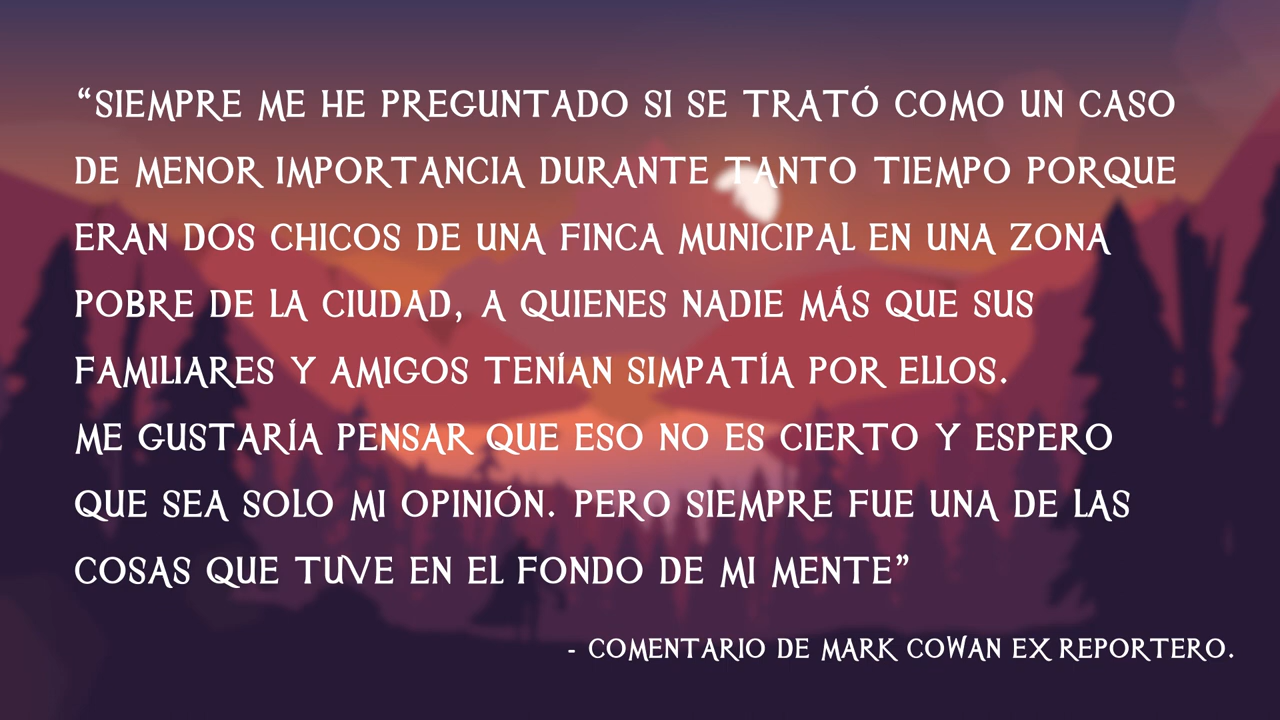 “SIEMPRE ME HE PREGUNTADO SI SE TRATÓ COMO UN CASO
DE MENOR IMPORTANCIA DURANTE TANTO TIEMPO PORQUE
ERAN DOS CHICOS DE UNA FINCA MUNICIPAL EN UNA ZONA
POBRE DE LA CIUDAD, A QUIENES NADIE MÁS QUE SUS
FAMILIARES Y AMIGOS TENÍAN SIMPATÍA POR ELLOS.
ME GUSTARÍA PENSAR QUE ESO NO ES CIERTO Y ESPERO
QUE SEA SOLO MI OPINIÓN. PERO SIEMPRE FUE UNA DE LAS
COSAS QUE TUVE EN EL FONDO DE MI MENTE”
- COMENTARIO DE MARK COWAN EX REPORTERO.